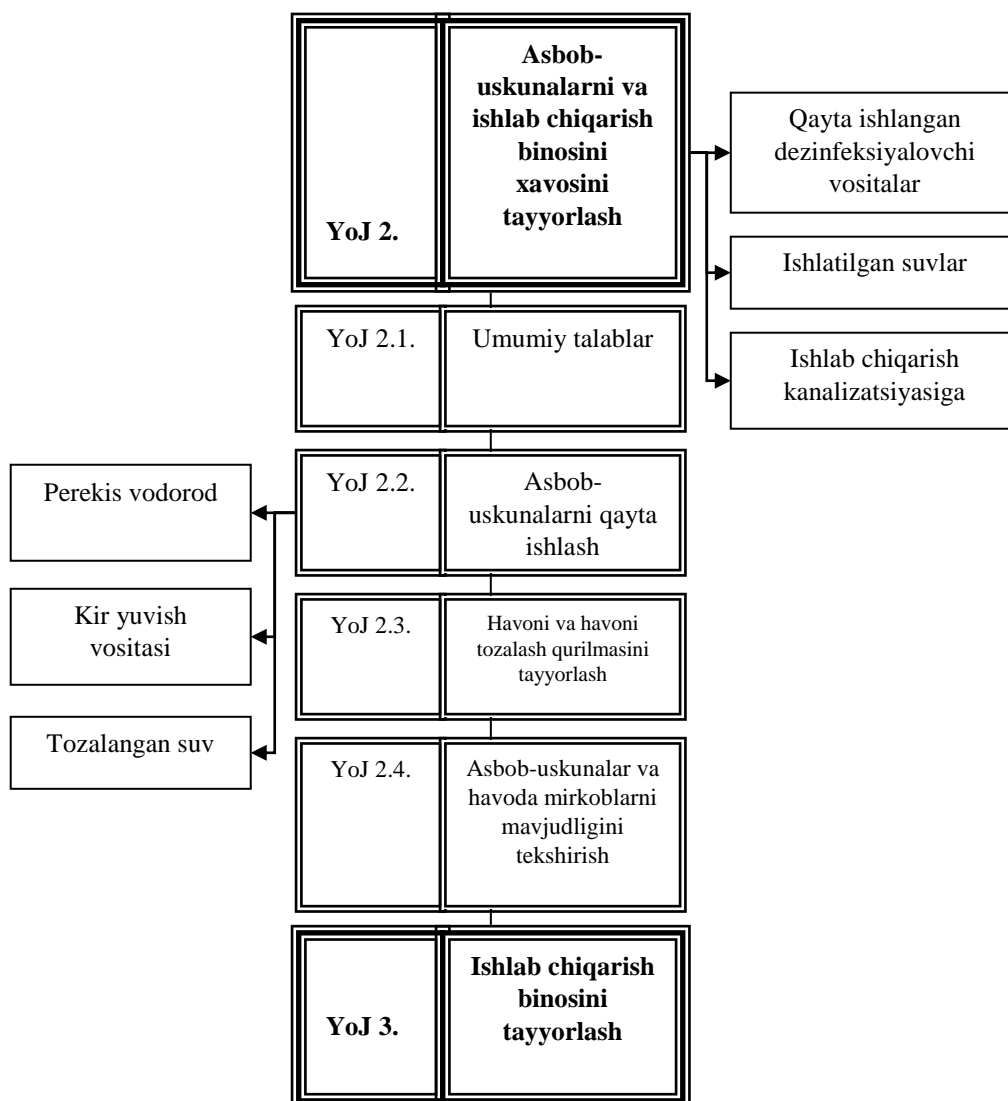 YoJ 2.
Asbob-
uskunalarni va
ishlab chiqarish
binosini
xavosini
tayyorlash
Qayta ishlangan
dezinfeksiyalovchi
vositalar
Ishlatilgan suvlar
Ishlab chiqarish
kanalizatsiyasiga
YoJ 2.1.
Umumiy talablar
YoJ 2.2.
Asbob-
uskunalarni qayta
ishlash
Perekis vodorod
Kir yuvish
vositasi
Tozalangan suv
YoJ 2.3.
Havoni va havoni
tozalash qurilmasini
tayyorlash
YoJ 2.4.
Asbob-uskunalar va
havoda mirkoblarni
mavjudligini
tekshirish
YoJ 3.
Ishlab chiqarish
binosini
tayyorlash